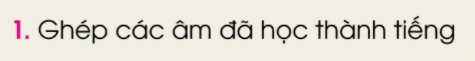 1. Ghép các âm đã học thành tiếng